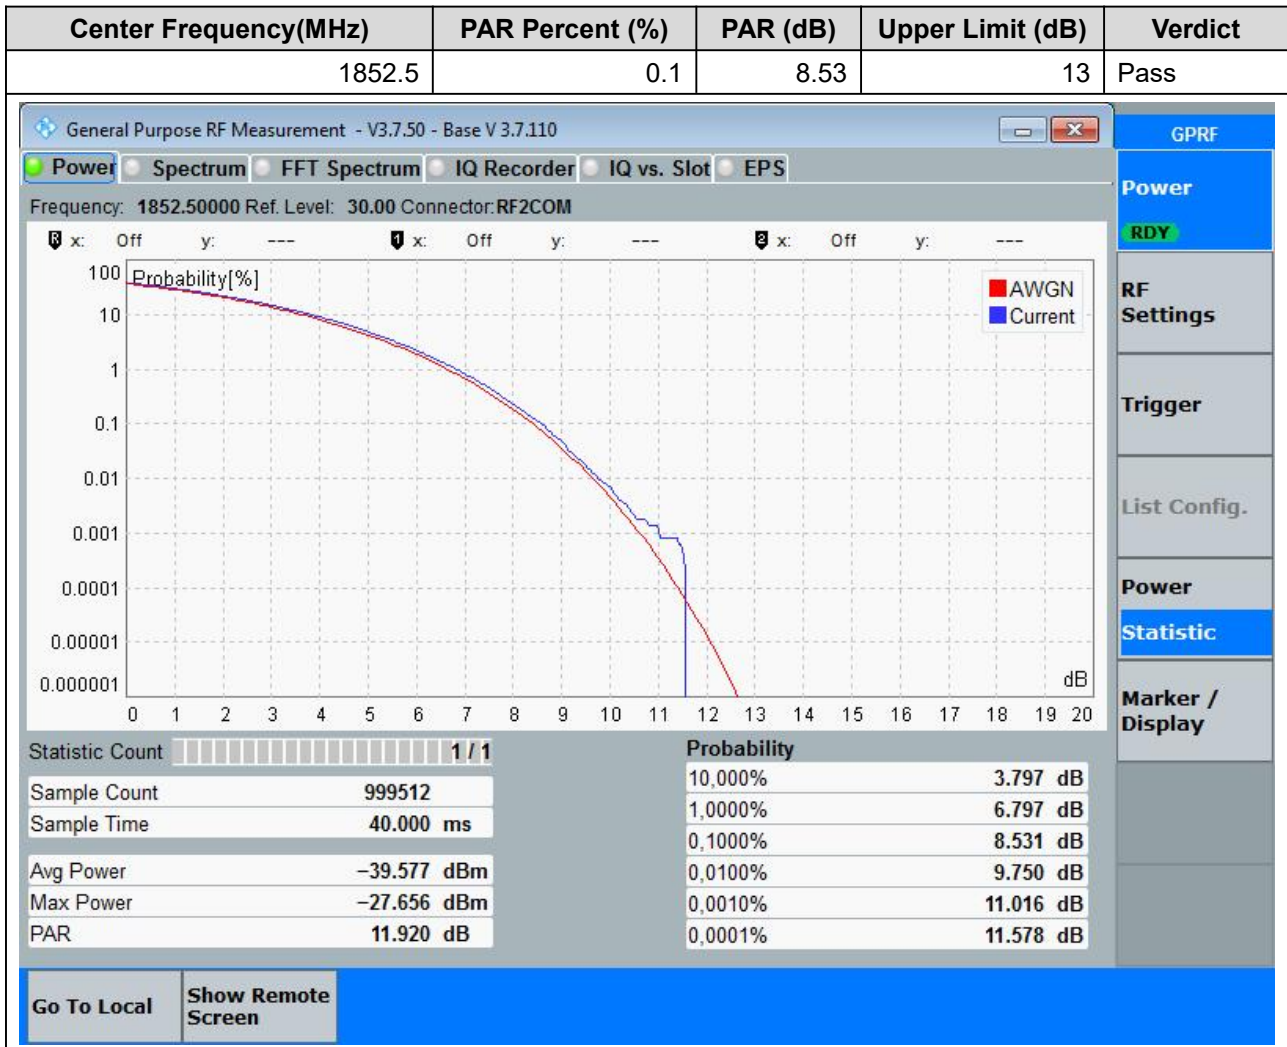 Center Frequency(MHz) PAR Percent (%) PAR (dB) Upper Limit (dB) Verdict
1852.5 0.1 8.53 13 Pass
General Purpose RF Measurement - V3.7.50 - Base V 3.7.110
GPRF
Power Spectrum FFT Spectrum IQ Recorder IQ vs. Slot EPS
Frequency: 1852.50000 Ref. Level: 30.00 Connector: RF2COM
R x: Off y: --- 1 x: Off y: --- 2 x: Off y: ---
Probability[%]
AWGN
Current
100
10
1
0.1
0.01
0.001
0.0001
0.00001
0.000001
dB
0 1 2 3 4 5 6 7 8 9 10 11 12 13 14 15 16 17 18 19 20
Statistic Count 1 / 1
Sample Count 999512
Sample Time 40.000 ms
Avg Power −39.577 dBm
Max Power −27.656 dBm
PAR 11.920 dB
Probability
10,000% 3.797 dB
1,0000% 6.797 dB
0,1000% 8.531 dB
0,0100% 9.750 dB
0,0010% 11.016 dB
0,0001% 11.578 dB
Power
RDY
RF
Settings
Trigger
List Config.
Power
Statistic
Marker /
Display
Go To Local
Show Remote
Screen